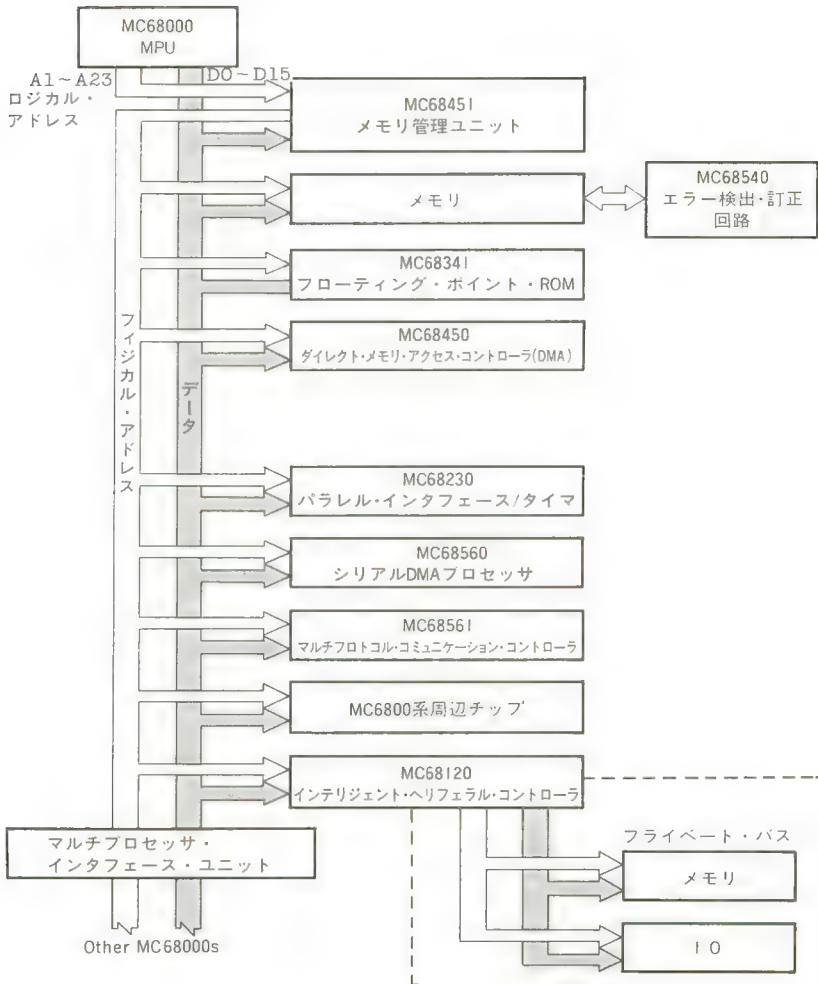 MC68000
MPU
A1~A23
D0~D15
ロジカル・
アドレス
MC68451
メモリ管理ユニット
メモリ
MC68540
エラー検出・訂正
回路
MC68341
フローティング・ポイント・ROM
MC68450
ダイレクト・メモリ・アクセス・コントローラ(DMA)
フィジカル・アドレス
データ
MC68230
パラレル・インタフェース/タイマ
MC68560
シリアルDMAプロセッサ
MC68561
マルチプロトコル・コミュニケーション・コントローラ
MC6800系周辺チップ
MC68120
インテリジェント・ペリフェラル・コントローラ
マルチプロセッサ・
インタフェース・ユニット
プライベート・バス
メモリ
IO
Other MC68000s